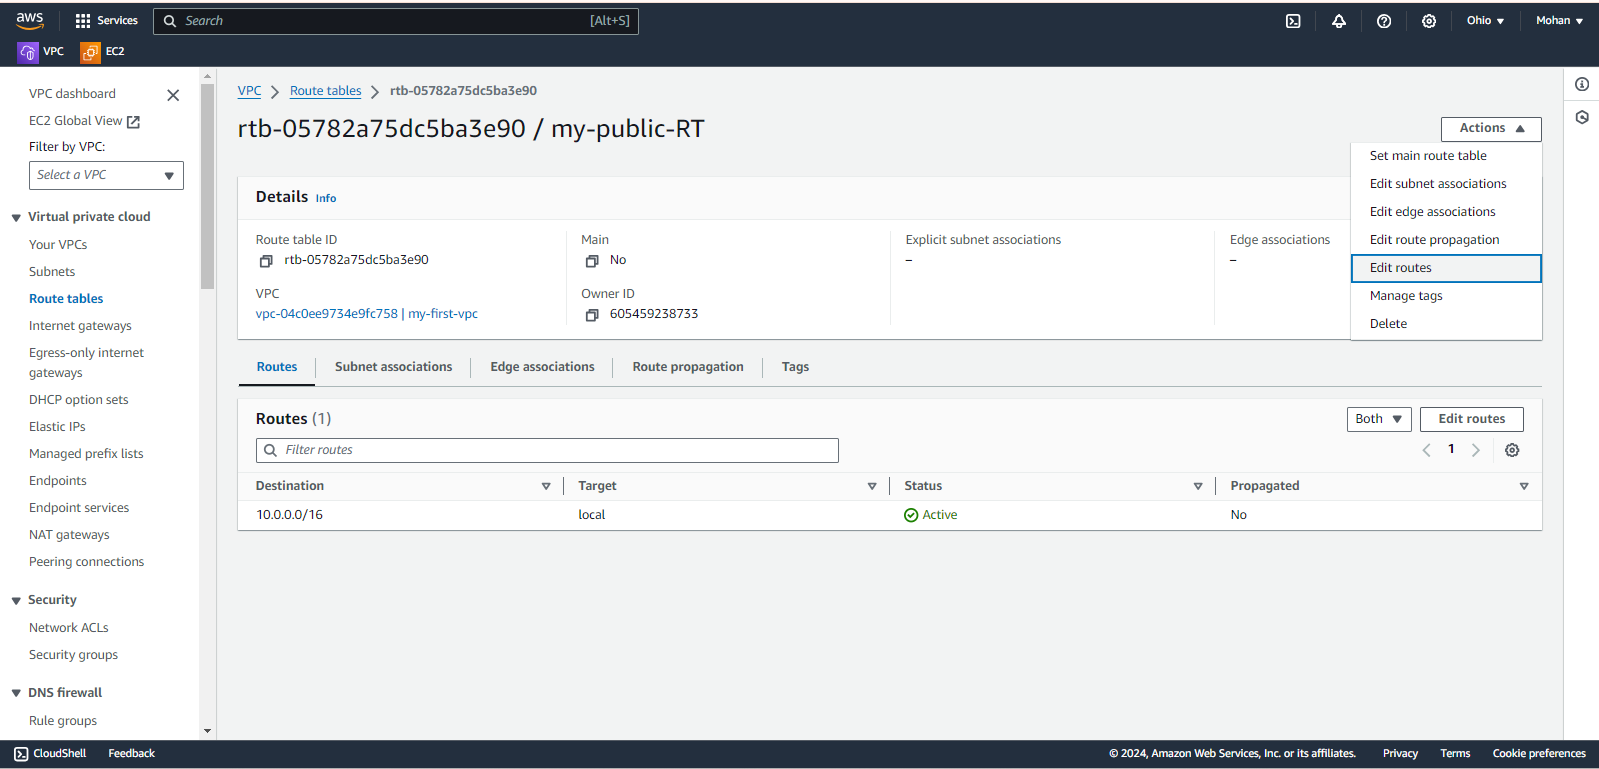 aws Services Search [Alt+S] Ohio Mohan
VPC EC2
VPC dashboard
EC2 Global View
Filter by VPC:
Select a VPC
Virtual private cloud
Your VPCs
Subnets
Route tables
Internet gateways
Egress-only internet
gateways
DHCP option sets
Elastic IPs
Managed prefix lists
Endpoints
Endpoint services
NAT gateways
Peering connections
Security
Network ACLs
Security groups
DNS firewall
Rule groups
VPC Route tables rtb-05782a75dc5ba3e90
rtb-05782a75dc5ba3e90 / my-public-RT
Actions
Set main route table
Edit subnet associations
Edit edge associations
Edit route propagation
Edit routes
Manage tags
Delete
Details Info
Route table ID
rtb-05782a75dc5ba3e90
Main
No
Explicit subnet associations
–
Edge associations
–
VPC
vpc-04c0ee9734e9fc758 | my-first-vpc
Owner ID
605459238733
Routes Subnet associations Edge associations Route propagation Tags
Routes (1)
Both Edit routes
Filter routes
1
Destination Target Status Propagated
10.0.0.0/16 local Active No
CloudShell Feedback © 2024, Amazon Web Services, Inc. or its affiliates. Privacy Terms Cookie preferences